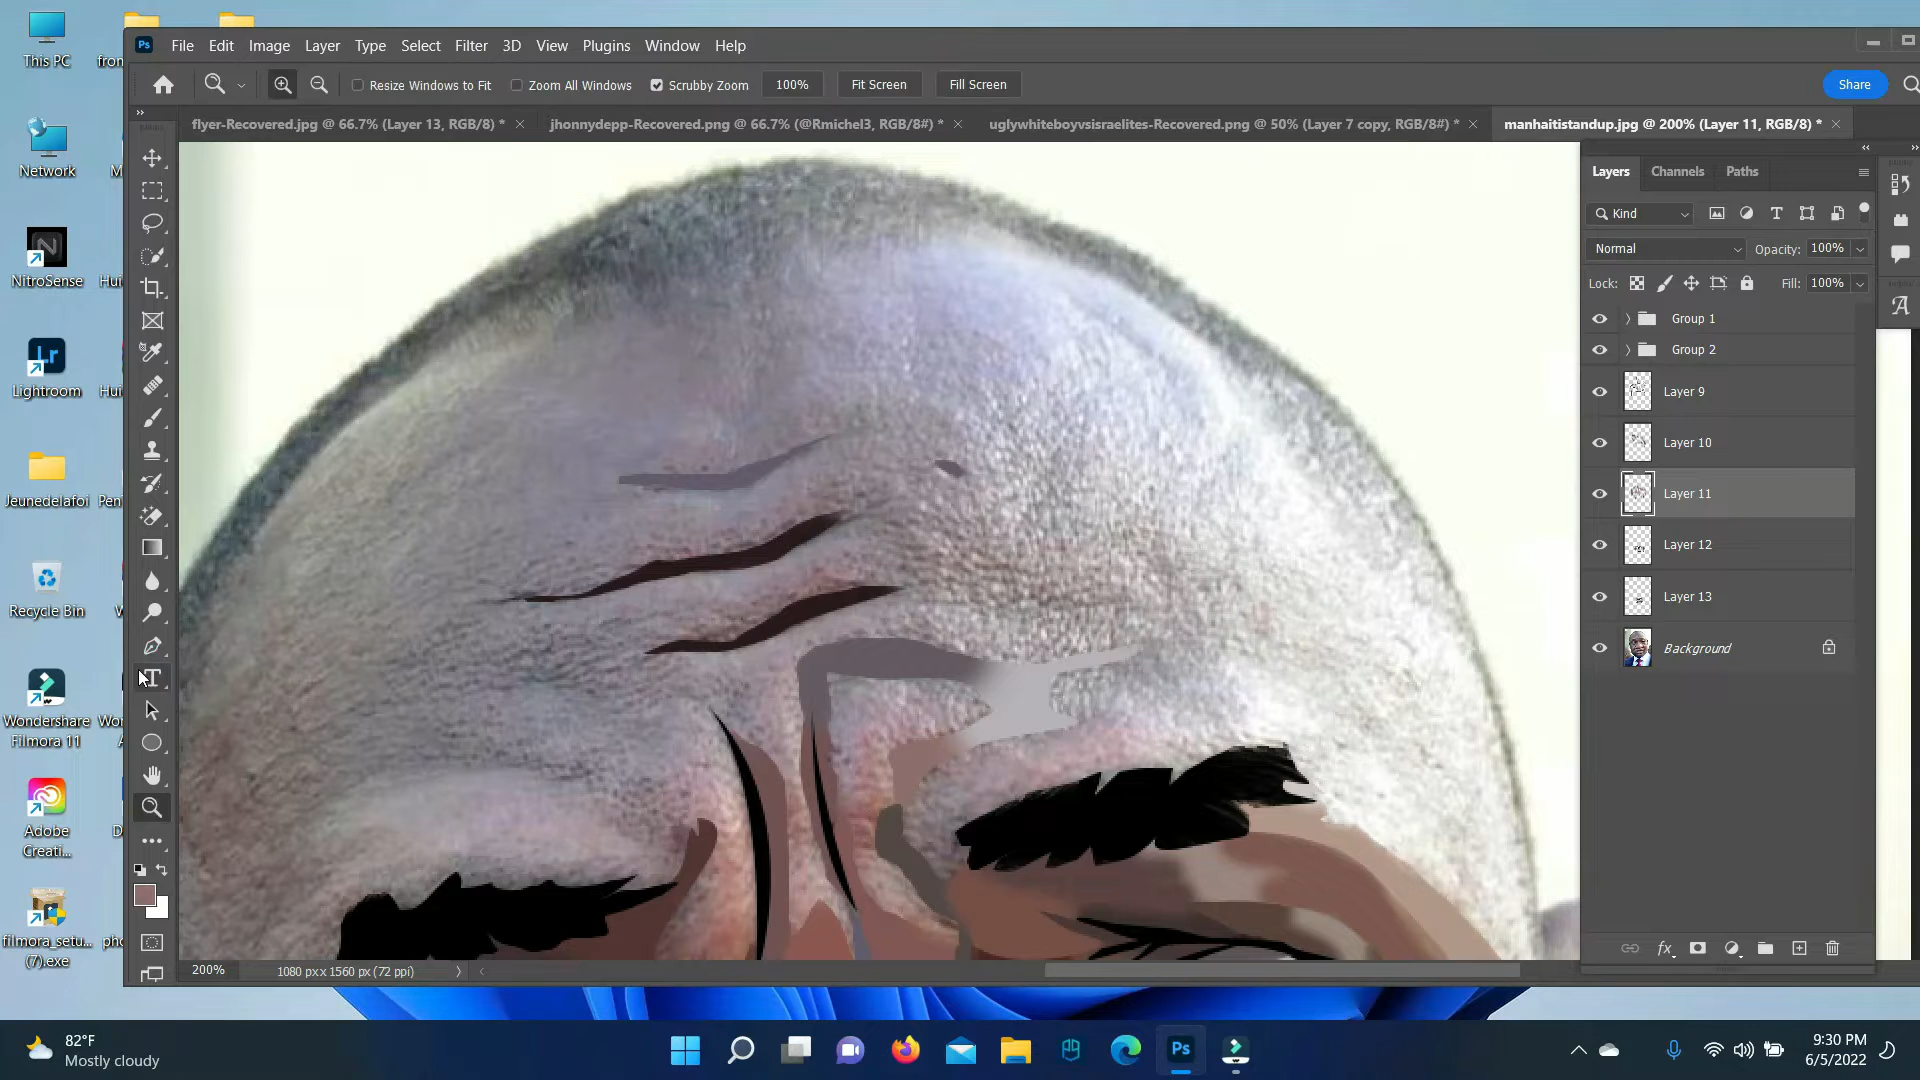 This PC
Network
NitroSense
Lightroom
Jeunedelafoi
Recycle Bin
Wondershare
Filmora 11
Adobe
Creati...
filmora_setu...
(7).exe
Ps
File Edit Image Layer Type Select Filter 3D View Plugins Window Help
Resize Windows to Fit Zoom All Windows Scrubby Zoom 100% Fit Screen Fill Screen Share
flyer-Recovered.jpg @ 66.7% (Layer 13, RGB/8) * jhonnydepp-Recovered.png @ 66.7% (@Rmichel3, RGB/8#) * uglywhiteboyvsisraelites-Recovered.png @ 50% (Layer 7 copy, RGB/8#) * manhaitistandup.jpg @ 200% (Layer 11, RGB/8) *
Layers Channels Paths
Kind
Normal Opacity: 100%
Lock: Fill: 100%
Group 1
Group 2
Layer 9
Layer 10
Layer 11
Layer 12
Layer 13
Background
200% 1080 px x 1560 px (72 ppi)
82°F
Mostly cloudy
Ps
9:30 PM
6/5/2022